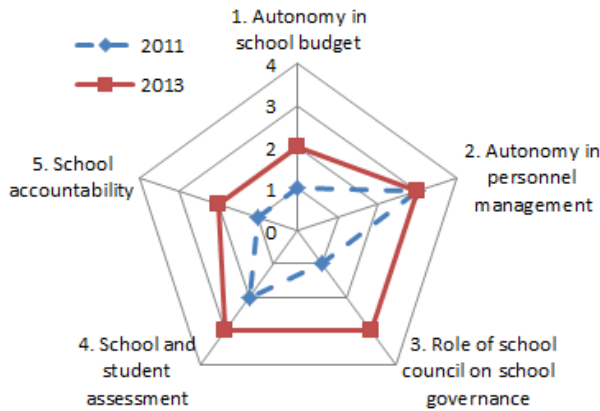 1. Autonomy in
school budget
2011
2013
4
3
2
1
0
2. Autonomy in
personnel
management
3. Role of school
council on school
governance
4. School and
student
assessment
5. School
accountability